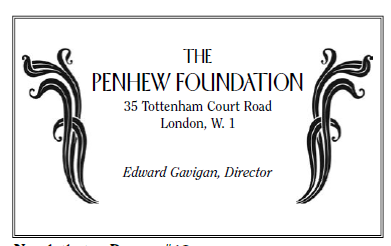 THE
PENHEW FOUNDATION
35 Tottenham Court Road
London, W. 1
Edward Gavigan, Director